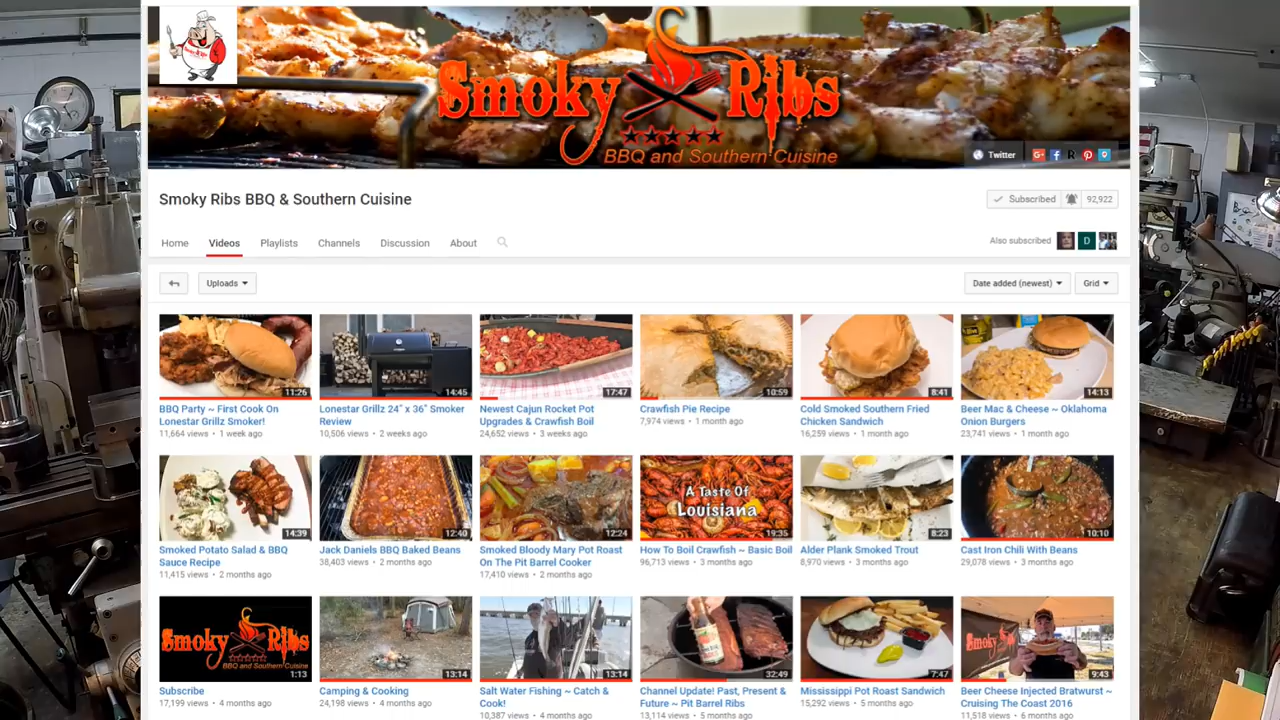 Smoky Ribs
BBQ and Southern Cuisine
Twitter
Smoky Ribs BBQ & Southern Cuisine
Subscribed 92,922
Home Videos Playlists Channels Discussion About
Also subscribed D
Uploads
Date added (newest) Grid
11:26 14:45 17:47 10:59 8:41 14:13
BBQ Party ~ First Cook On
Lonestar Grillz Smoker!
11,664 views • 1 week ago
Lonestar Grillz 24" x 36" Smoker
Review
10,506 views • 2 weeks ago
Newest Cajun Rocket Pot
Upgrades & Crawfish Boil
24,652 views • 3 weeks ago
Crawfish Pie Recipe
7,974 views • 1 month ago
Cold Smoked Southern Fried
Chicken Sandwich
16,259 views • 1 month ago
Beer Mac & Cheese ~ Oklahoma
Onion Burgers
23,741 views • 1 month ago
A Taste Of
Louisiana
14:39 12:40 12:24 19:35 8:23 10:10
Smoked Potato Salad & BBQ
Sauce Recipe
11,415 views • 2 months ago
Jack Daniels BBQ Baked Beans
38,403 views • 2 months ago
Smoked Bloody Mary Pot Roast
On The Pit Barrel Cooker
17,410 views • 2 months ago
How To Boil Crawfish ~ Basic Boil
96,713 views • 3 months ago
Alder Plank Smoked Trout
8,970 views • 3 months ago
Cast Iron Chili With Beans
29,078 views • 3 months ago
Smoky Ribs
BBQ and Southern Cuisine
Smoky
1:13 13:14 13:14 32:49 7:47 9:43
Subscribe
17,199 views • 4 months ago
Camping & Cooking
24,198 views • 4 months ago
Salt Water Fishing ~ Catch &
Cook!
10,387 views • 4 months ago
Channel Update! Past, Present &
Future ~ Pit Barrel Ribs
13,114 views • 5 months ago
Mississippi Pot Roast Sandwich
15,292 views • 5 months ago
Beer Cheese Injected Bratwurst ~
Cruising The Coast 2016
11,518 views • 6 months ago